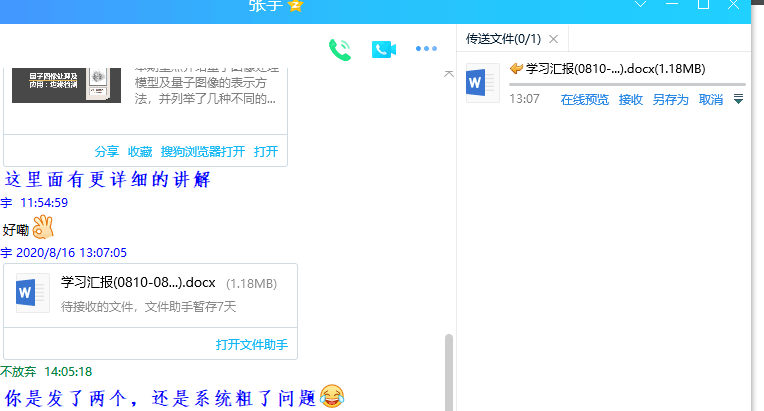 张宇
传送文件(0/1)
学习汇报(0810-...).docx(1.18MB)
13:07 在线预览 接收 另存为 取消
量子图像处理及
应用：边缘检测
模型及量子图像的表示方
法，并列举了几种不同的...
分享 收藏 搜狗浏览器打开 打开
这里面有更详细的讲解
宇 11:54:59
好嘞
宇 2020/8/16 13:07:05
学习汇报(0810-08...).docx (1.18MB)
待接收的文件，文件助手暂存7天
打开文件助手
不放弃 14:05:18
你是发了两个，还是系统粗了问题